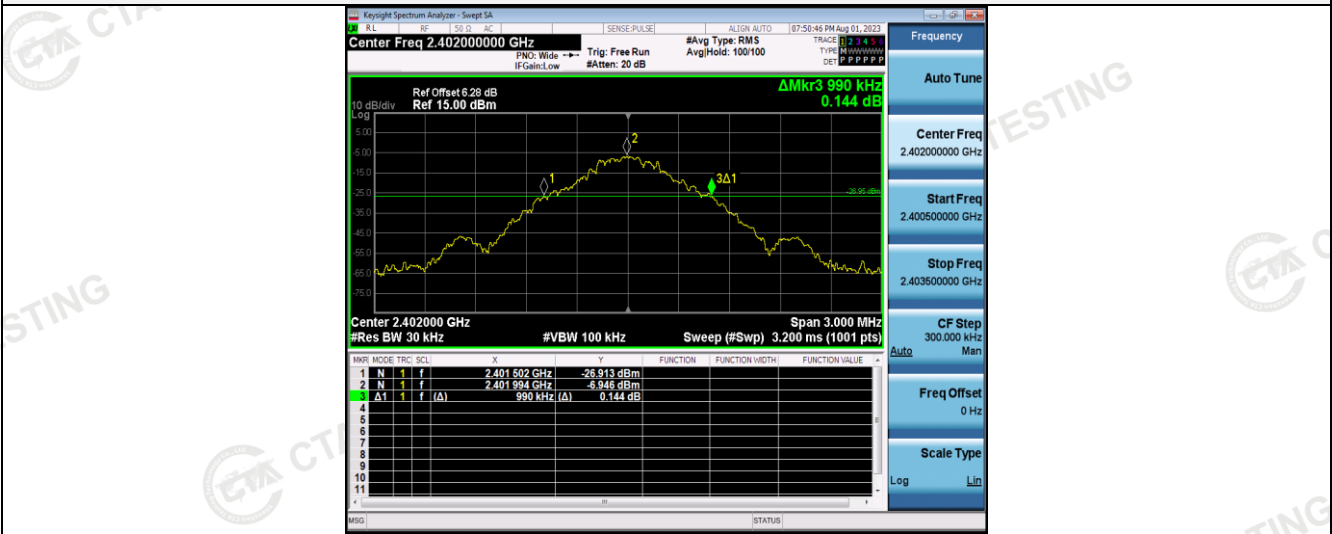 Keysight Spectrum Analyzer - Swept SA
RL RF 50 Ω AC SENSE:PULSE ALIGN AUTO 07:50:46 PM Aug 01, 2023
Center Freq 2.402000000 GHz
PNO: Wide
IFGain:Low
Trig: Free Run
#Atten: 20 dB
#Avg Type: RMS
Avg|Hold: 100/100
TRACE 1 2 3 4 5 6
TYPE M WWWWW
DET P P P P P P
Frequency
Auto Tune
Center Freq
2.402000000 GHz
Start Freq
2.400500000 GHz
Stop Freq
2.403500000 GHz
CF Step
300.000 kHz
Auto Man
Freq Offset
0 Hz
Scale Type
Log Lin
ΔMkr3 990 kHz
0.144 dB
Ref Offset 6.28 dB
10 dB/div Ref 15.00 dBm
Log
5.00
-5.00
-15.0
-25.0
-35.0
-45.0
-55.0
-65.0
-75.0
2
1
3Δ1
-26.95 dBm
Center 2.402000 GHz Span 3.000 MHz
#Res BW 30 kHz #VBW 100 kHz Sweep (#Swp) 3.200 ms (1001 pts)
MKR MODE TRC SCL X Y FUNCTION FUNCTION WIDTH FUNCTION VALUE
1 N 1 f 2.401 502 GHz -26.913 dBm
2 N 1 f 2.401 994 GHz -6.946 dBm
3 Δ1 1 f (Δ) 990 kHz (Δ) 0.144 dB
4
5
6
7
8
9
10
11
MSG STATUS
TESTING
STING
CTA
TING